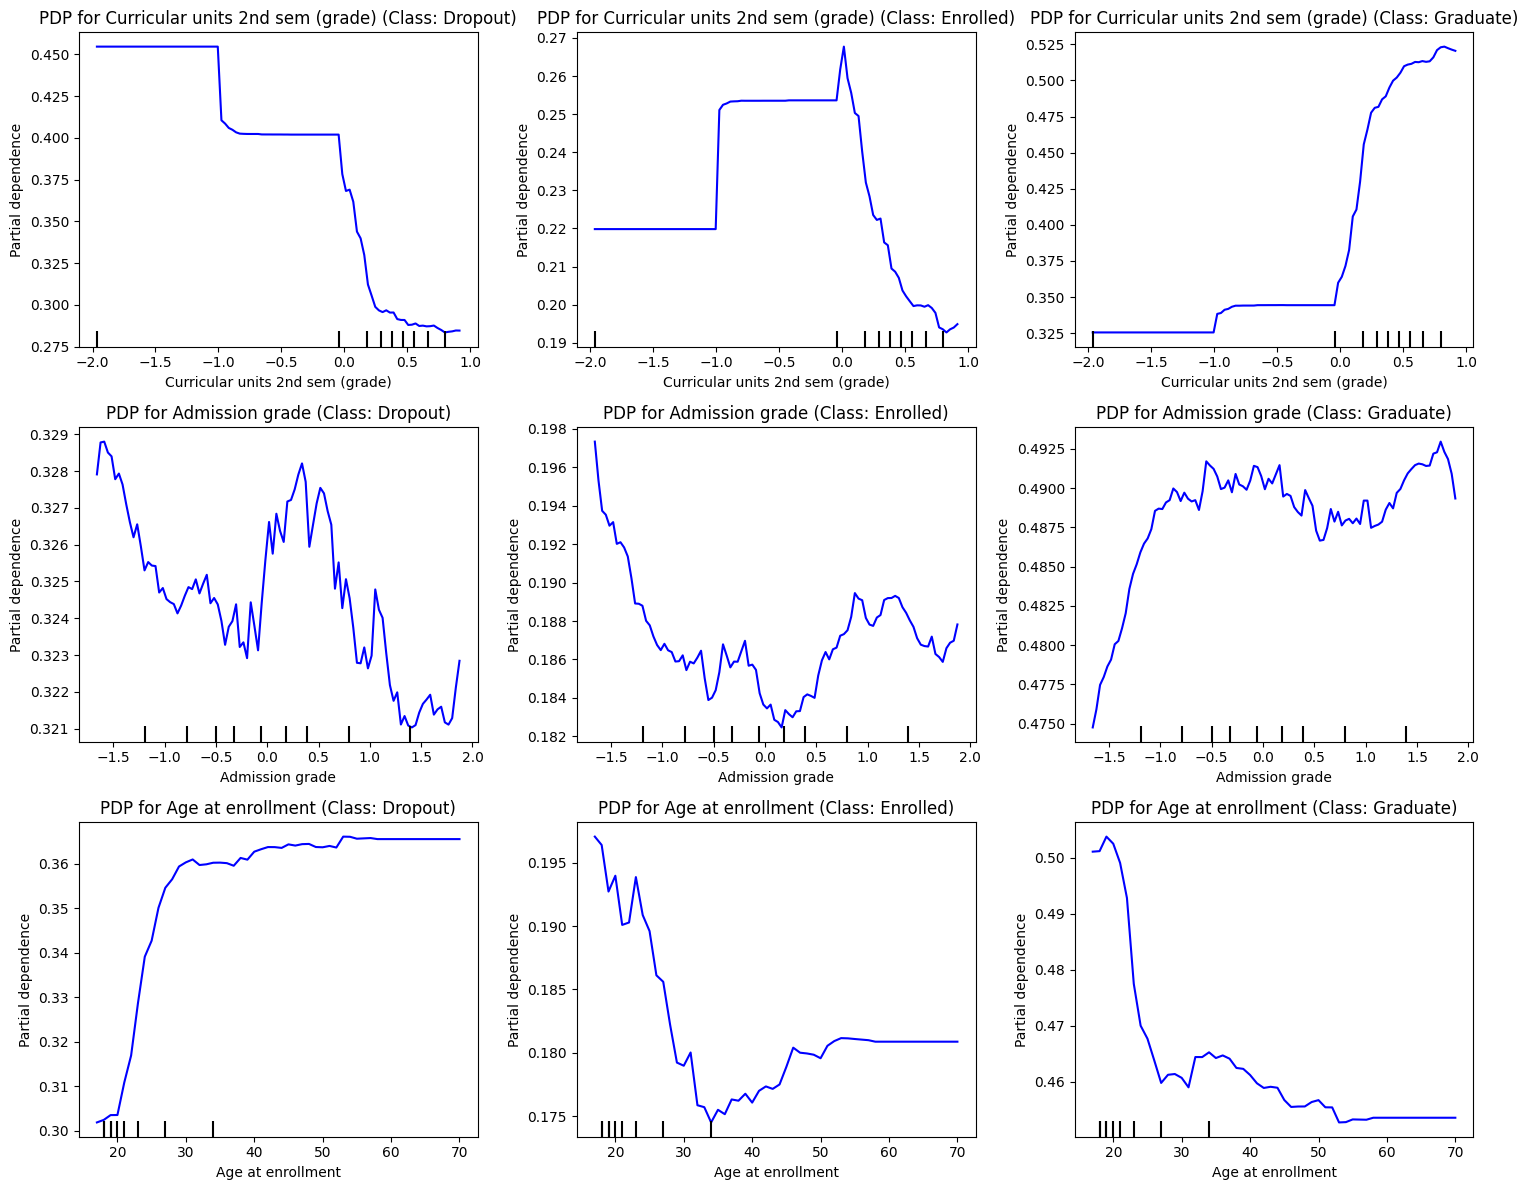 PDP for Curricular units 2nd sem (grade) (Class: Dropout)
0.450
0.425
0.400
0.375
0.350
0.325
0.300
0.275
Partial dependence
−2.0 −1.5 −1.0 −0.5 0.0 0.5 1.0
Curricular units 2nd sem (grade)
PDP for Curricular units 2nd sem (grade) (Class: Enrolled)
0.27
0.26
0.25
0.24
0.23
0.22
0.21
0.20
0.19
Partial dependence
−2.0 −1.5 −1.0 −0.5 0.0 0.5 1.0
Curricular units 2nd sem (grade)
PDP for Curricular units 2nd sem (grade) (Class: Graduate)
0.525
0.500
0.475
0.450
0.425
0.400
0.375
0.350
0.325
Partial dependence
−2.0 −1.5 −1.0 −0.5 0.0 0.5 1.0
Curricular units 2nd sem (grade)
PDP for Admission grade (Class: Dropout)
0.329
0.328
0.327
0.326
0.325
0.324
0.323
0.322
0.321
Partial dependence
−1.5 −1.0 −0.5 0.0 0.5 1.0 1.5 2.0
Admission grade
PDP for Admission grade (Class: Enrolled)
0.198
0.196
0.194
0.192
0.190
0.188
0.186
0.184
0.182
Partial dependence
−1.5 −1.0 −0.5 0.0 0.5 1.0 1.5 2.0
Admission grade
PDP for Admission grade (Class: Graduate)
0.4925
0.4900
0.4875
0.4850
0.4825
0.4800
0.4775
0.4750
Partial dependence
−1.5 −1.0 −0.5 0.0 0.5 1.0 1.5 2.0
Admission grade
PDP for Age at enrollment (Class: Dropout)
0.36
0.35
0.34
0.33
0.32
0.31
0.30
Partial dependence
20 30 40 50 60 70
Age at enrollment
PDP for Age at enrollment (Class: Enrolled)
0.195
0.190
0.185
0.180
0.175
Partial dependence
20 30 40 50 60 70
Age at enrollment
PDP for Age at enrollment (Class: Graduate)
0.50
0.49
0.48
0.47
0.46
Partial dependence
20 30 40 50 60 70
Age at enrollment